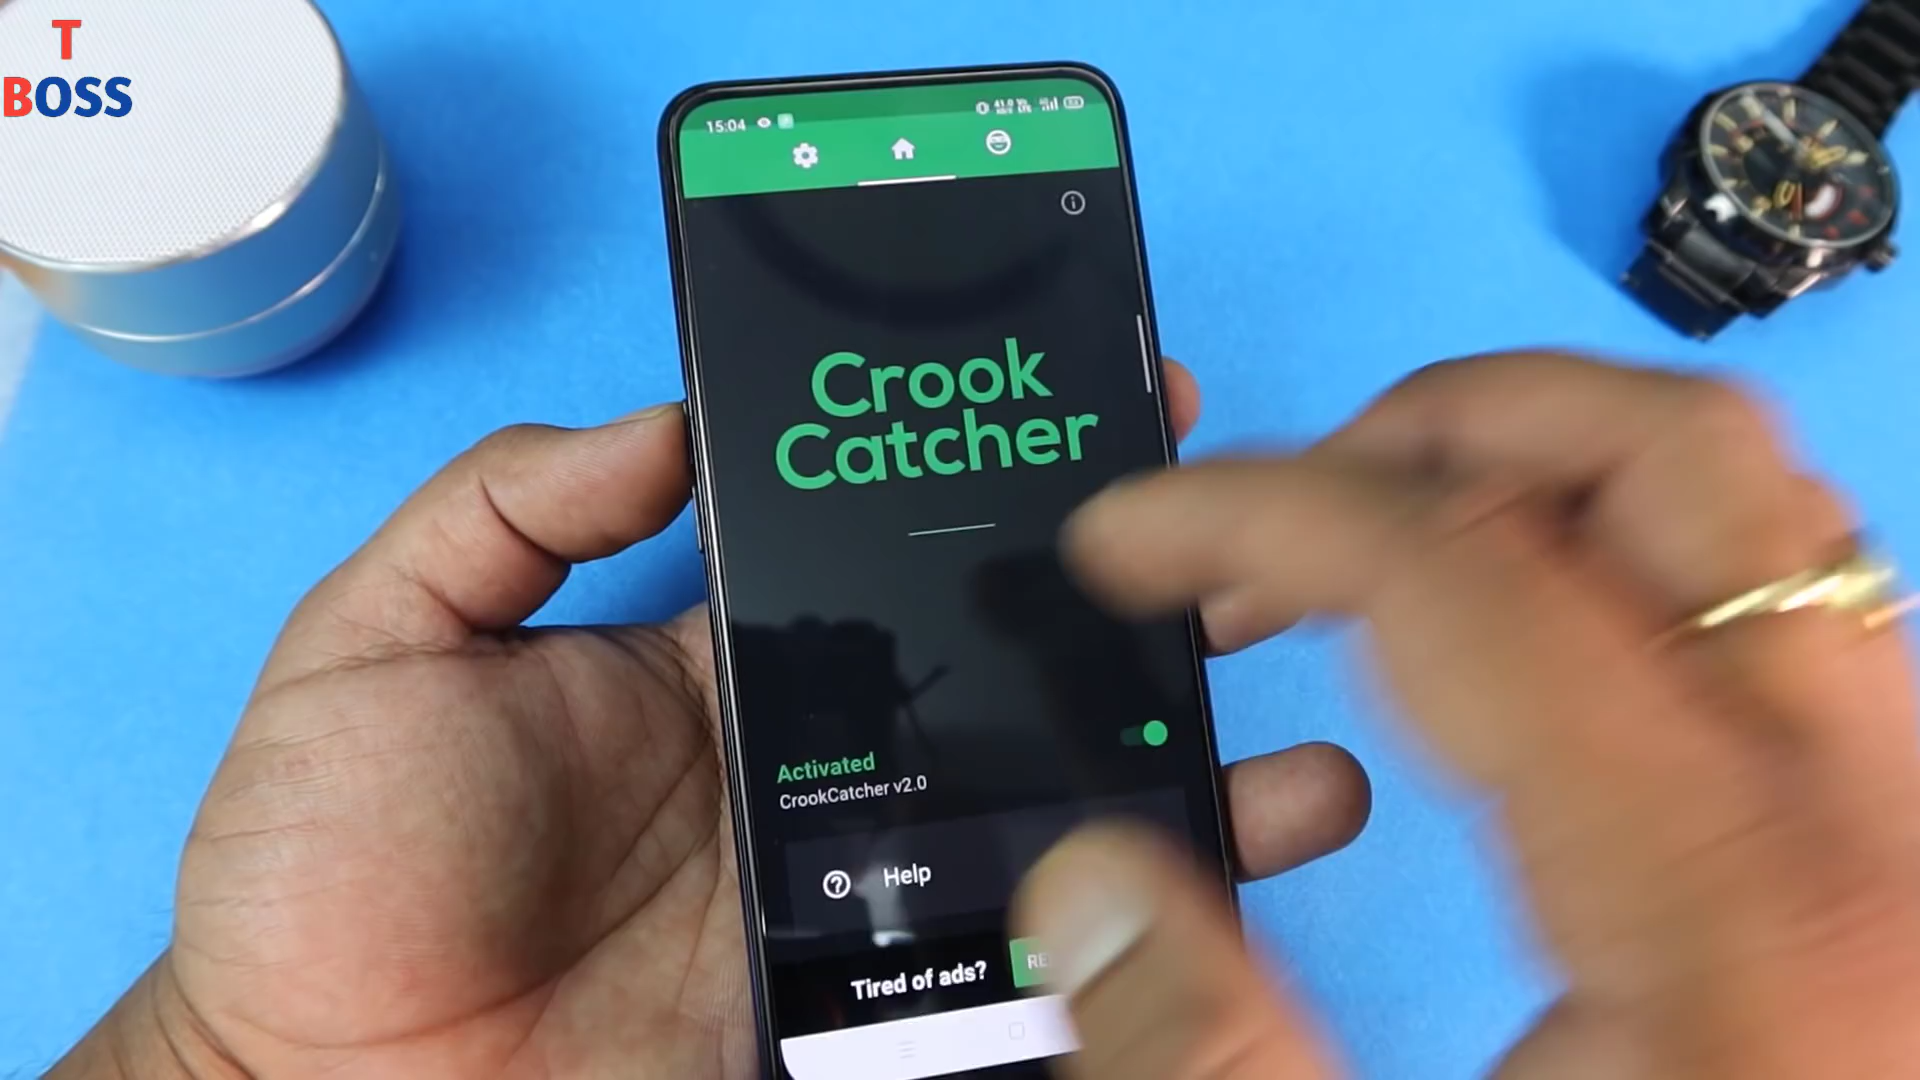 T
BOSS
15:04
Crook
Catcher
Activated
CrookCatcher v2.0
Help
Tired of ads?